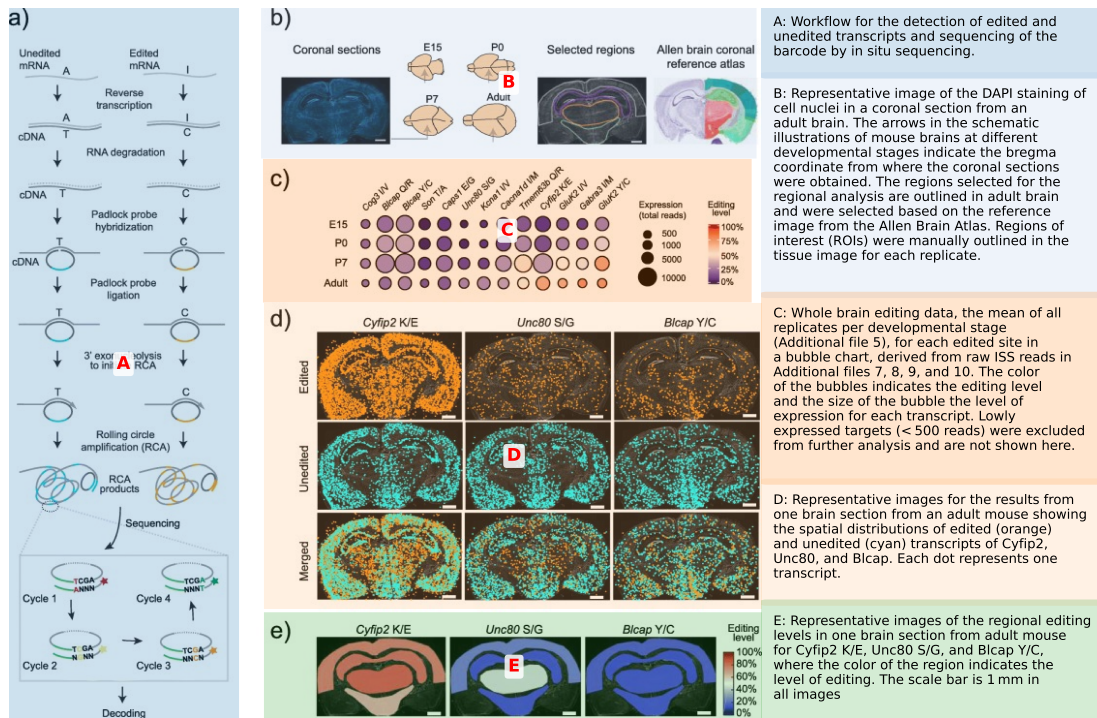 a)
Unedited
mRNA
Edited
mRNA
A
I
Reverse
transcription
A
T
I
C
cDNA
RNA degradation
cDNA
T
C
Padlock probe
hybridization
T
C
cDNA
Padlock probe
ligation
T
C
3' exonucleolysis
to initiate RCA
A
T
C
Rolling circle
amplification (RCA)
RCA
products
Sequencing
TCGA
ANNN
Cycle 1
TCGA
NNNT
Cycle 4
Cycle 2
Cycle 3
Decoding
b)
Coronal sections
E15
P0
B
P7
Adult
Selected regions
Allen brain coronal
reference atlas
c)
Cog3 I/V
Blcap Q/R
Blcap Y/C
Son T/A
Caps1 E/G
Unc80 S/G
Kcna1 I/V
Cacna1d I/M
Tmem63b Q/R
Cyfip2 K/E
GluK2 I/V
Gabra3 I/M
GluK2 Y/C
E15
P0
P7
Adult
C
Expression
(total reads)
500
1000
5000
10000
Editing
level
100%
75%
50%
25%
0%
d)
Cyfip2 K/E
Unc80 S/G
Blcap Y/C
Edited
Unedited
Merged
D
e)
Cyfip2 K/E
Unc80 S/G
Blcap Y/C
E
Editing
level
100%
80%
60%
40%
20%
0%
A: Workflow for the detection of edited and
unedited transcripts and sequencing of the
barcode by in situ sequencing.
B: Representative image of the DAPI staining of
cell nuclei in a coronal section from an
adult brain. The arrows in the schematic
illustrations of mouse brains at different
developmental stages indicate the bregma
coordinate from where the coronal sections
were obtained. The regions selected for the
regional analysis are outlined in adult brain
and were selected based on the reference
image from the Allen Brain Atlas. Regions of
interest (ROIs) were manually outlined in the
tissue image for each replicate.
C: Whole brain editing data, the mean of all
replicates per developmental stage
(Additional file 5), for each edited site in
a bubble chart, derived from raw ISS reads in
Additional files 7, 8, 9, and 10. The color
of the bubbles indicates the editing level
and the size of the bubble the level of
expression for each transcript. Lowly
expressed targets (< 500 reads) were excluded
from further analysis and are not shown here.
D: Representative images for the results from
one brain section from an adult mouse showing
the spatial distributions of edited (orange)
and unedited (cyan) transcripts of Cyfip2,
Unc80, and Blcap. Each dot represents one
transcript.
E: Representative images of the regional editing
levels in one brain section from adult mouse
for Cyfip2 K/E, Unc80 S/G, and Blcap Y/C,
where the color of the region indicates the
level of editing. The scale bar is 1 mm in
all images